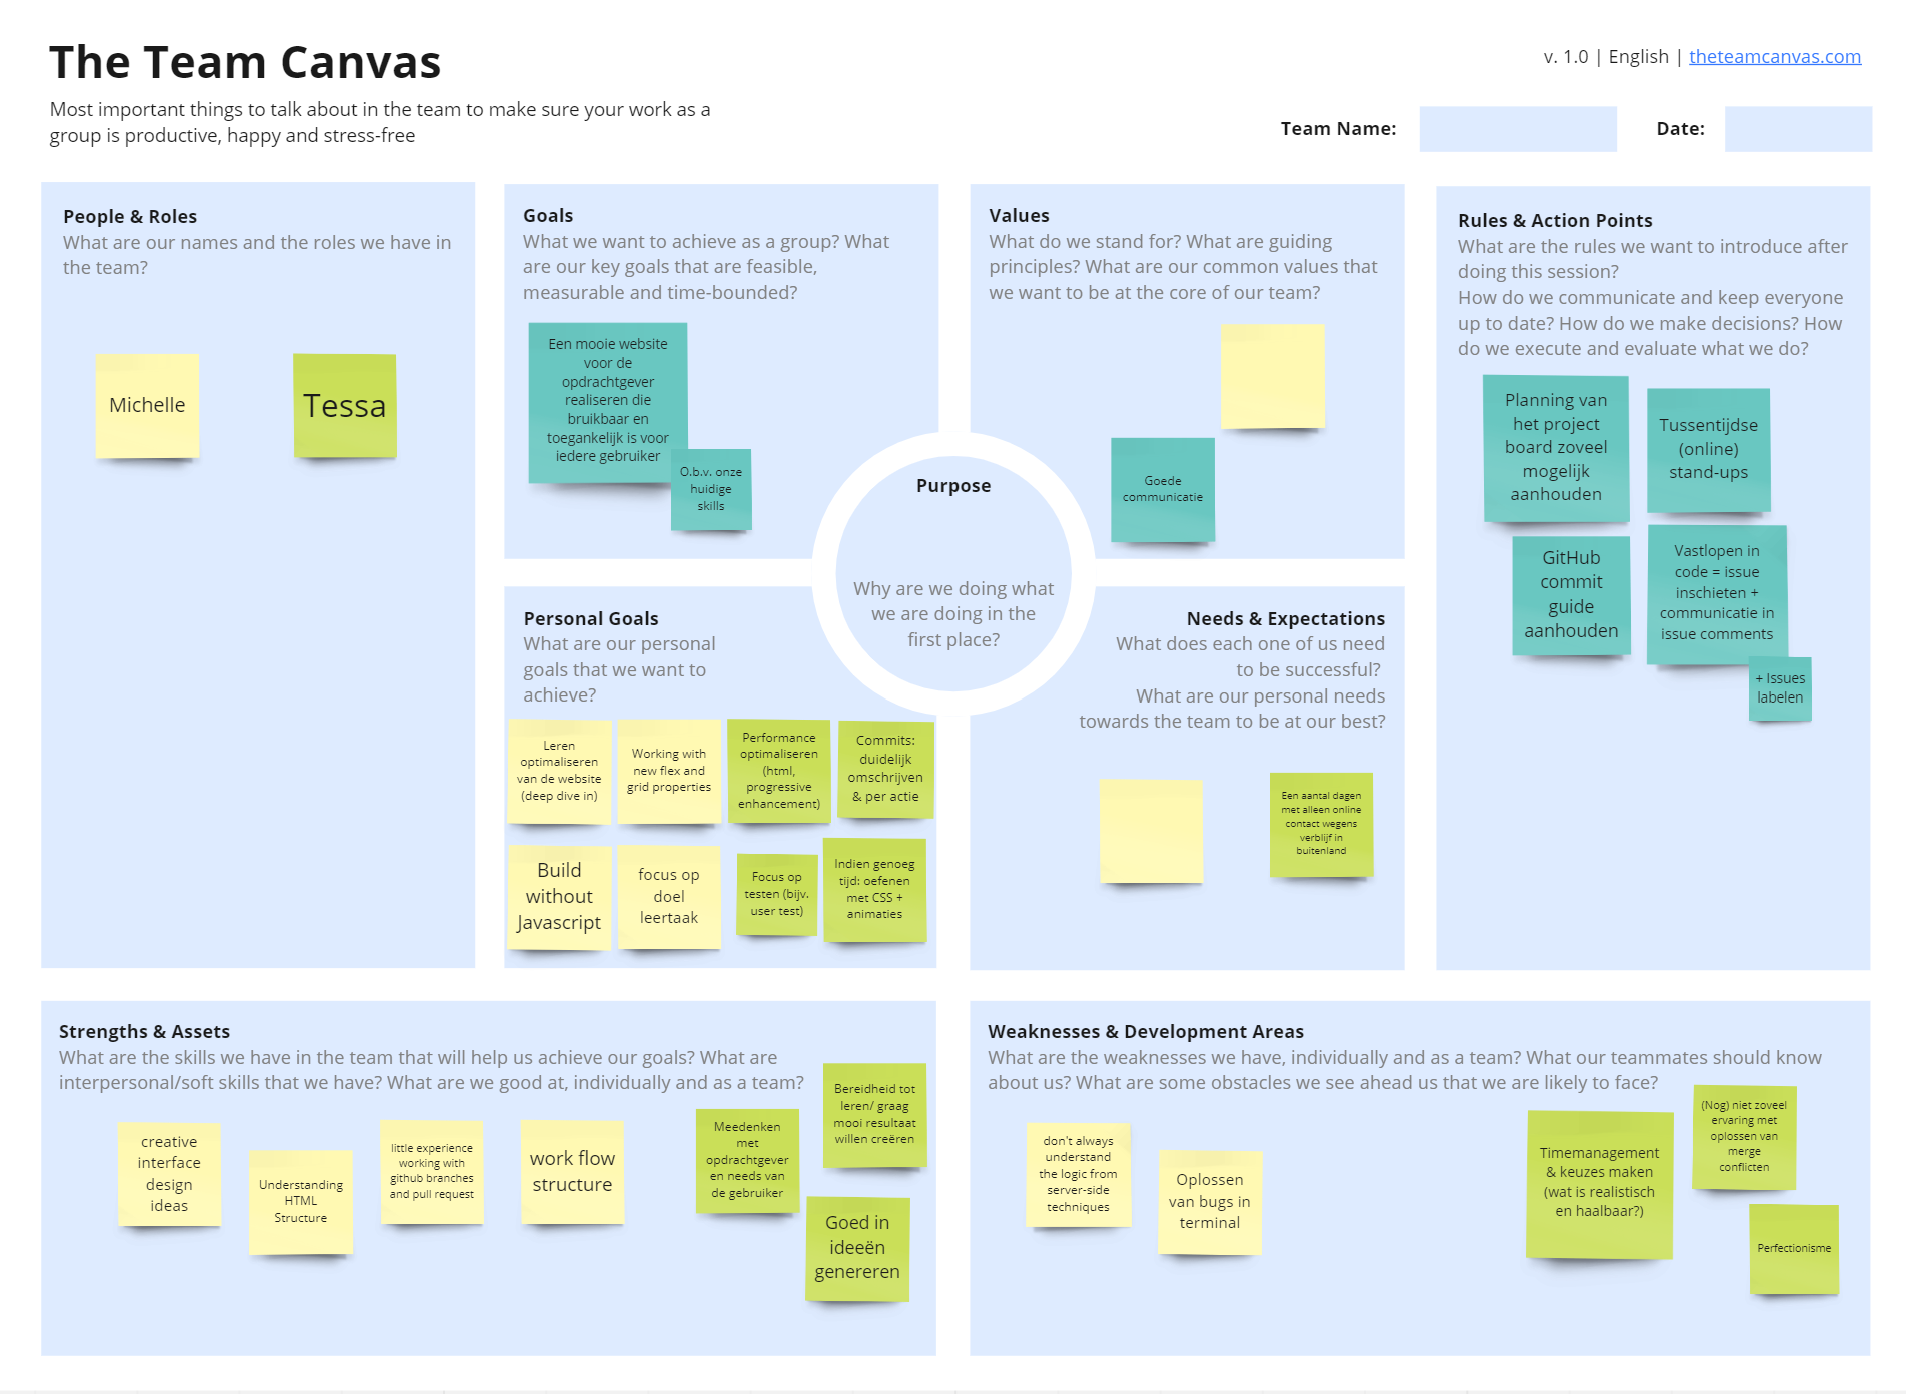 The Team Canvas
Most important things to talk about in the team to make sure your work as a
group is productive, happy and stress-free
v. 1.0 | English | theteamcanvas.com
Team Name:
Date:
People & Roles
What are our names and the roles we have in
the team?
Michelle
Tessa
Goals
What we want to achieve as a group? What
are our key goals that are feasible,
measurable and time-bounded?
Een mooie website
voor de
opdrachtgever
realiseren die
bruikbaar en
toegankelijk is voor
iedere gebruiker
O.b.v. onze
huidige
skills
Values
What do we stand for? What are guiding
principles? What are our common values that
we want to be at the core of our team?
Goede
communicatie
Rules & Action Points
What are the rules we want to introduce after
doing this session?
How do we communicate and keep everyone
up to date? How do we make decisions? How
do we execute and evaluate what we do?
Planning van
het project
board zoveel
mogelijk
aanhouden
Tussentijdse
(online)
stand-ups
GitHub
commit
guide
aanhouden
Vastlopen in
code = issue
inschieten +
communicatie in
issue comments
+ Issues
labelen
Purpose
Why are we doing what
we are doing in the
first place?
Personal Goals
What are our personal
goals that we want to
achieve?
Leren
optimaliseren
van de website
(deep dive in)
Working with
new flex and
grid properties
Performance
optimaliseren
(html,
progressive
enhancement)
Commits:
duidelijk
omschrijven
& per actie
Build
without
Javascript
focus op
doel
leertaak
Focus op
testen (bijv.
user test)
Indien genoeg
tijd: oefenen
met CSS +
animaties
Needs & Expectations
What does each one of us need
to be successful?
What are our personal needs
towards the team to be at our best?
Een aantal dagen
met alleen online
contact wegens
verblijf in
buitenland
Strengths & Assets
What are the skills we have in the team that will help us achieve our goals? What are
interpersonal/soft skills that we have? What are we good at, individually and as a team?
creative
interface
design
ideas
Understanding
HTML
Structure
little experience
working with
github branches
and pull request
work flow
structure
Meedenken
met
opdrachtgever
en needs van
de gebruiker
Bereidheid tot
leren/ graag
mooi resultaat
willen creëren
Goed in
ideeën
genereren
Weaknesses & Development Areas
What are the weaknesses we have, individually and as a team? What our teammates should know
about us? What are some obstacles we see ahead us that we are likely to face?
don't always
understand
the logic from
server-side
techniques
Oplossen
van bugs in
terminal
Timemanagement
& keuzes maken
(wat is realistisch
en haalbaar?)
(Nog) niet zoveel
ervaring met
oplossen van
merge
conflicten
Perfectionisme